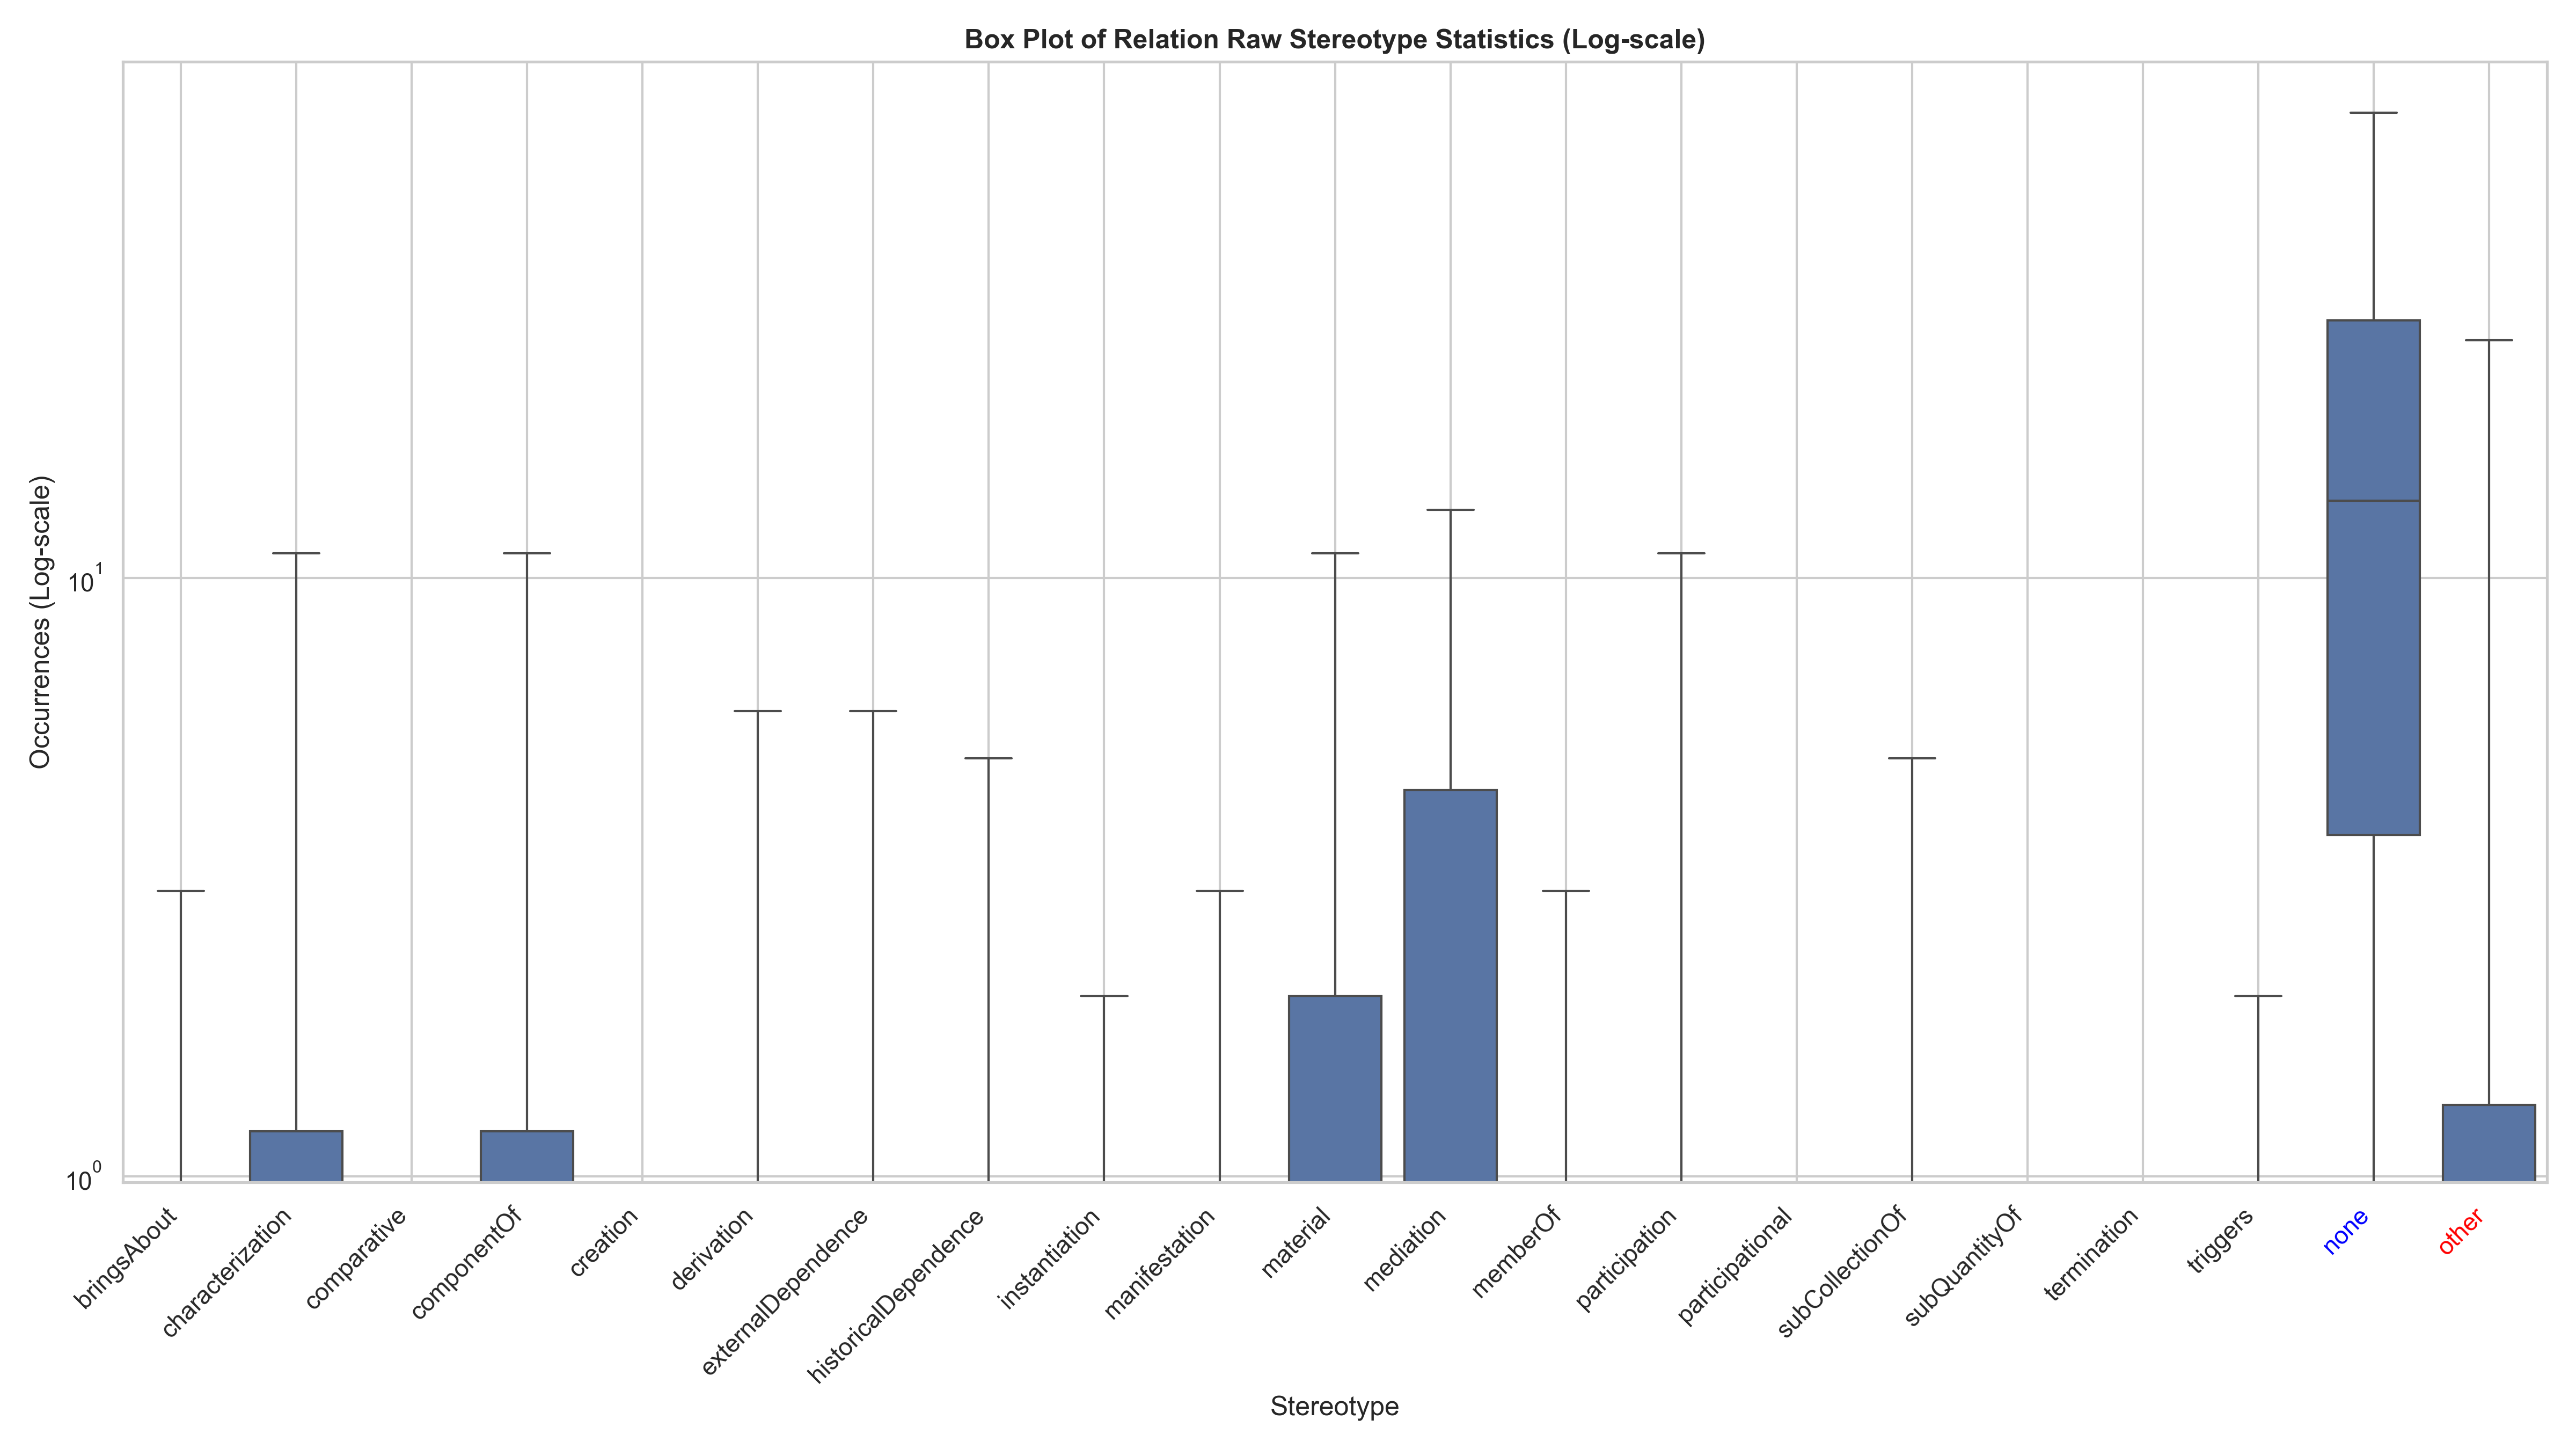 Box Plot of Relation Raw Stereotype Statistics (Log-scale)
Occurrences (Log-scale)
10¹
10⁰
bringsAbout
characterization
comparative
componentOf
creation
derivation
externalDependence
historicalDependence
instantiation
manifestation
material
mediation
memberOf
participation
participational
subCollectionOf
subQuantityOf
termination
triggers
none
other
Stereotype